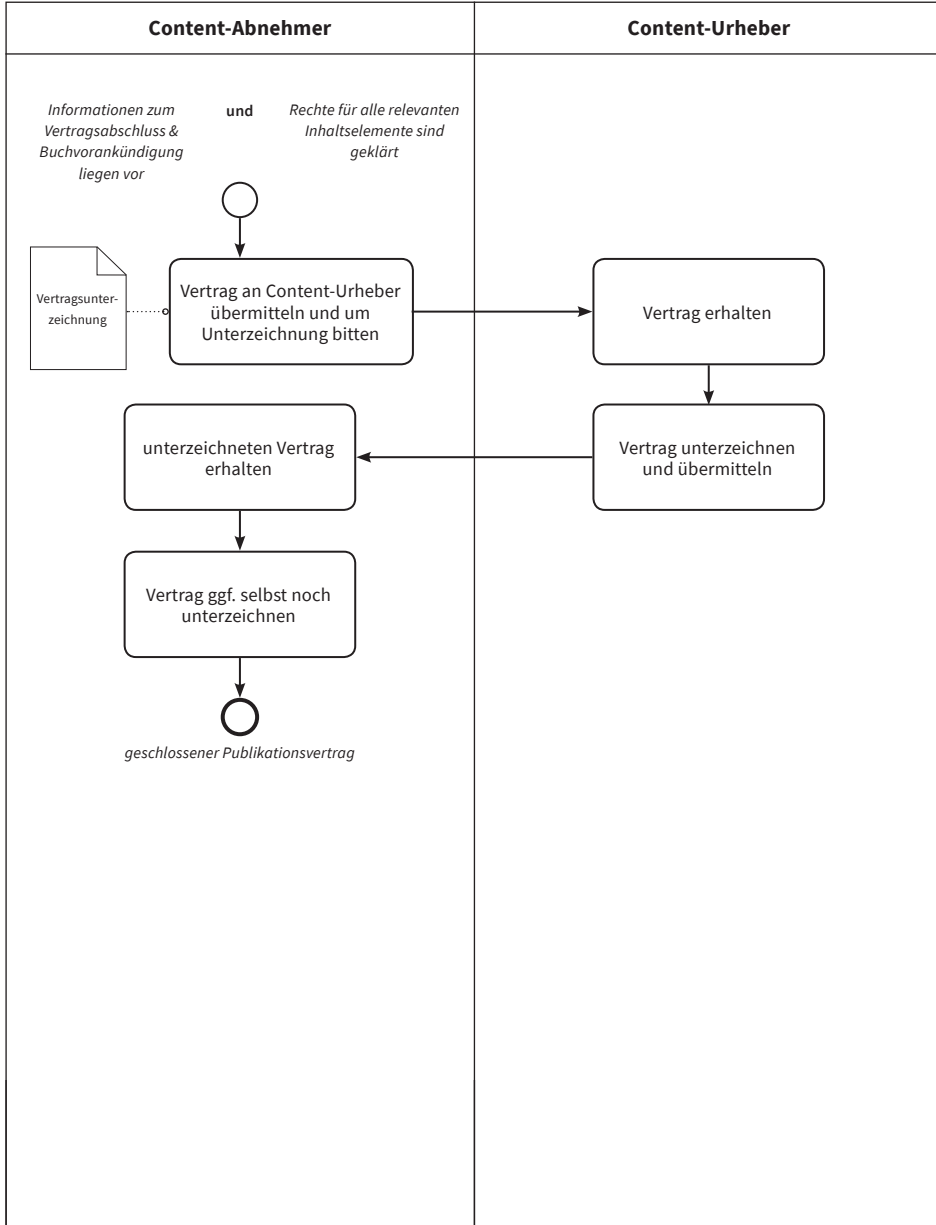 Content-Abnehmer
Content-Urheber
Informationen zum
Vertragsabschluss &
Buchvorankündigung
liegen vor
und
Rechte für alle relevanten
Inhaltselemente sind
geklärt
Vertragsunter-
zeichnung
Vertrag an Content-Urheber
übermitteln und um
Unterzeichnung bitten
Vertrag erhalten
Vertrag unterzeichnen
und übermitteln
unterzeichneten Vertrag
erhalten
Vertrag ggf. selbst noch
unterzeichnen
geschlossener Publikationsvertrag